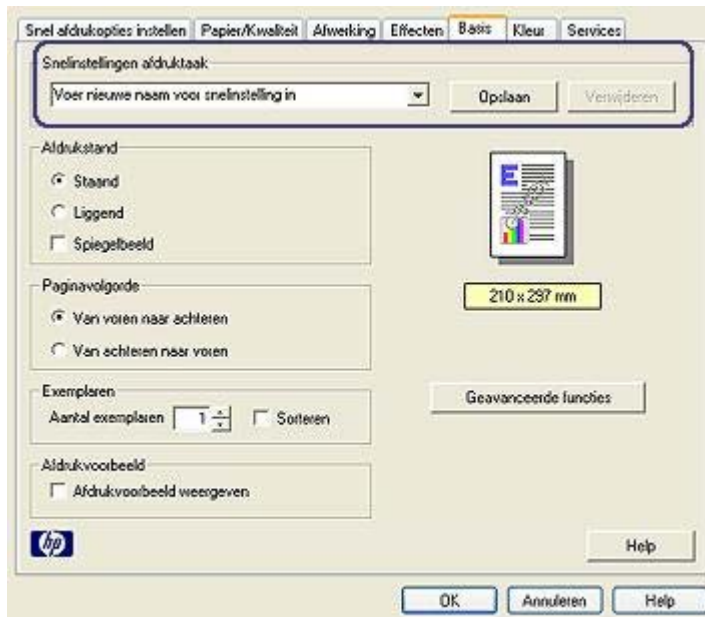 Snel afdrukopties instellen Papier/Kwaliteit Afwerking Effecten Basis Kleur Services
Snelinstellingen afdruktaak
Voer nieuwe naam voor snelinstelling in Opslaan Verwijderen
Afdrukstand
Staand
Liggend
Spiegelbeeld
E
210 x 297 mm
Paginavolgorde
Van voren naar achteren
Van achteren naar voren
Exemplaren
Aantal exemplaren 1 Sorteren
Geavanceerde functies
Afdrukvoorbeeld
Afdrukvoorbeeld weergeven
hp
Help
OK Annuleren Help